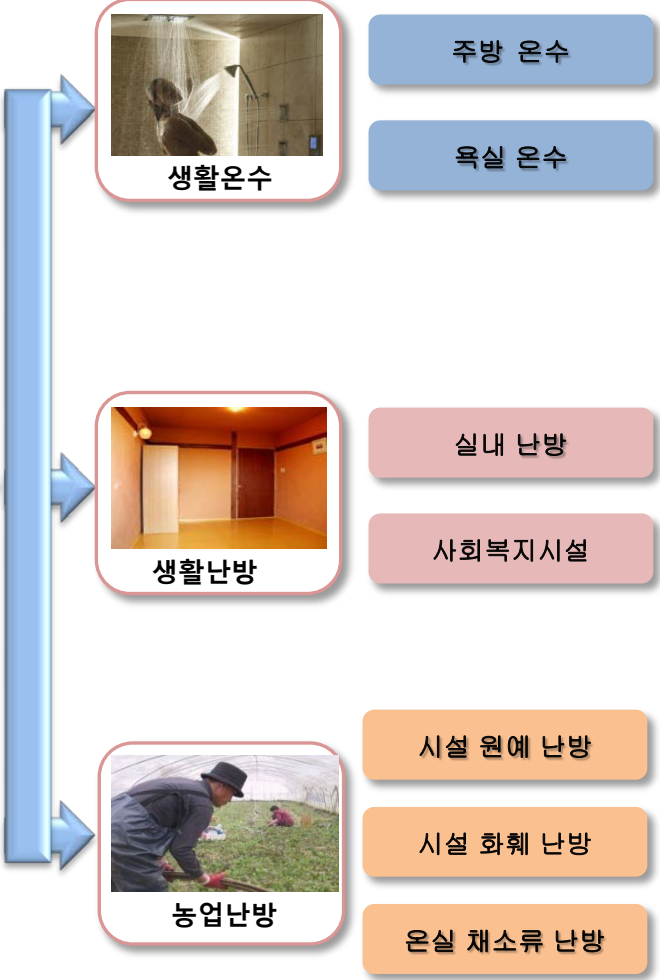 주방 온수
욕실 온수
생활온수
실내 난방
사회복지시설
생활난방
시설 원예 난방
시설 화훼 난방
온실 채소류 난방
농업난방